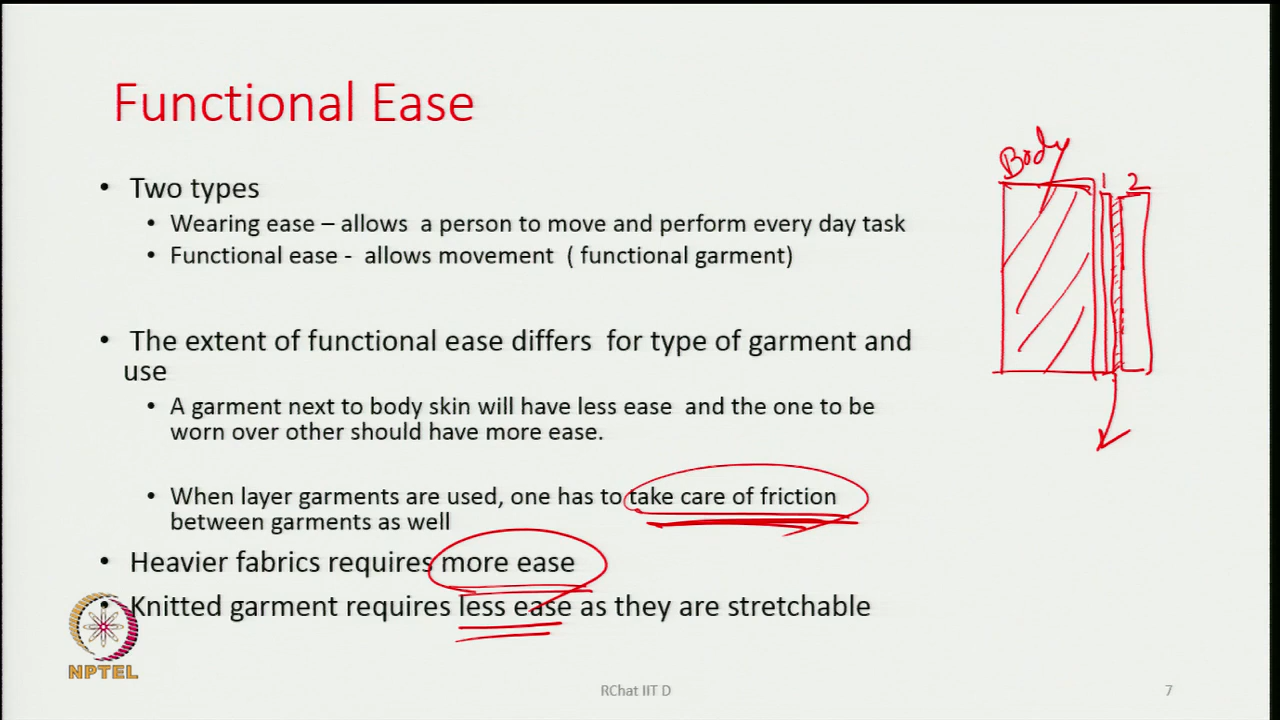 Functional Ease
• Two types
• Wearing ease – allows a person to move and perform every day task
• Functional ease - allows movement ( functional garment)
• The extent of functional ease differs for type of garment and
use
• A garment next to body skin will have less ease and the one to be
worn over other should have more ease.
• When layer garments are used, one has to take care of friction
between garments as well
• Heavier fabrics requires more ease
• Knitted garment requires less ease as they are stretchable
Body
1 2
NPTEL
RChat IIT D
7